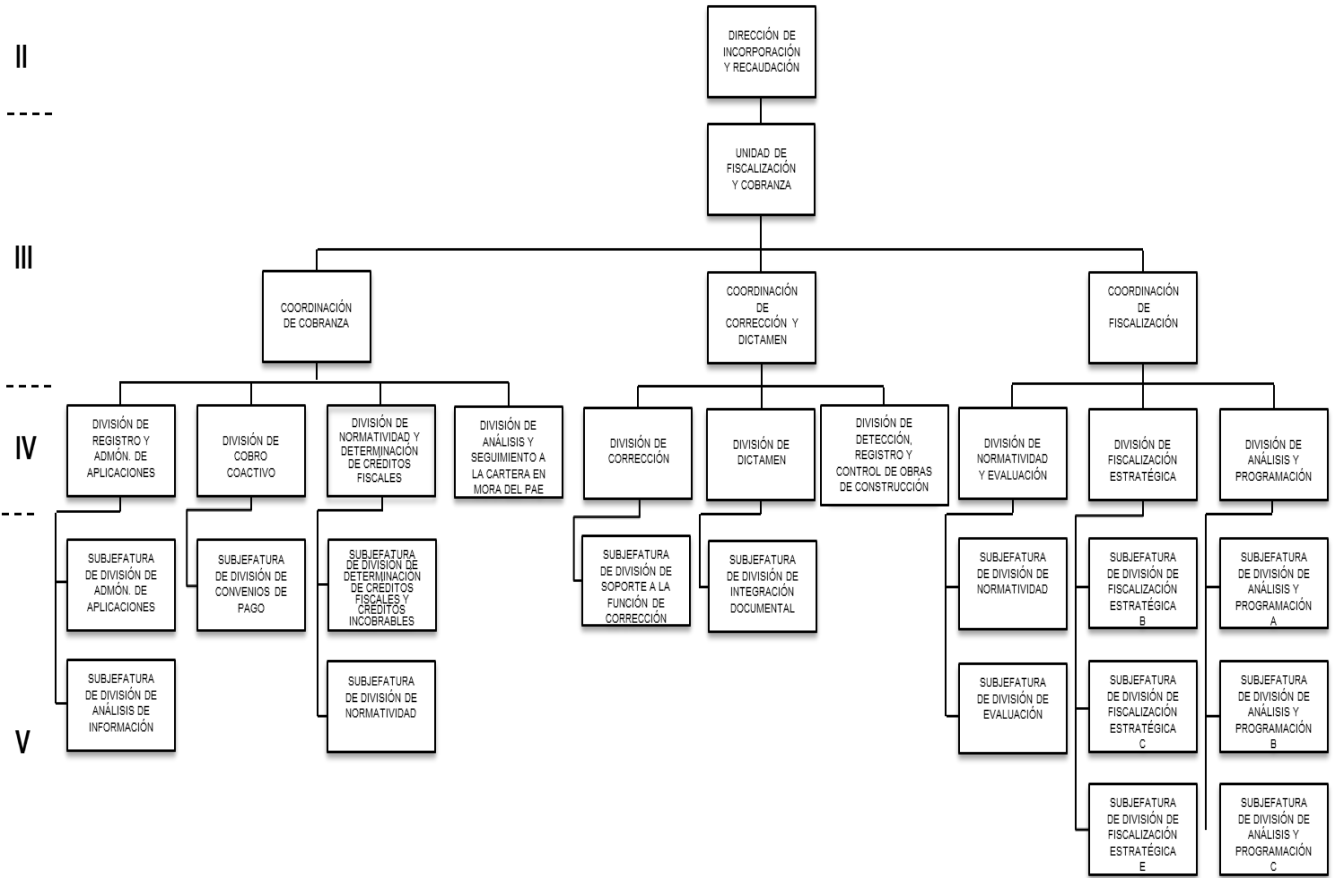 II
DIRECCIÓN DE
INCORPORACIÓN
Y RECAUDACIÓN
UNIDAD DE
FISCALIZACIÓN
Y COBRANZA
III
COORDINACIÓN
DE COBRANZA
COORDINACIÓN
DE
CORRECCIÓN Y
DICTAMEN
COORDINACIÓN
DE
FISCALIZACIÓN
IV
DIVISIÓN DE
REGISTRO Y
ADMÓN. DE
APLICACIONES
DIVISIÓN DE
COBRO
COACTIVO
DIVISIÓN DE
NORMATIVIDAD Y
DETERMINACIÓN
DE CRÉDITOS
FISCALES
DIVISIÓN DE
ANÁLISIS Y
SEGUIMIENTO A
LA CARTERA EN
MORA DEL PAE
DIVISIÓN DE
CORRECCIÓN
DIVISIÓN DE
DICTAMEN
DIVISIÓN DE
DETECCIÓN,
REGISTRO Y
CONTROL DE OBRAS
DE CONSTRUCCIÓN
DIVISIÓN DE
NORMATIVIDAD
Y EVALUACIÓN
DIVISIÓN DE
FISCALIZACIÓN
ESTRATÉGICA
DIVISIÓN DE
ANÁLISIS Y
PROGRAMACIÓN
V
SUBJEFATURA
DE DIVISIÓN DE
ADMÓN. DE
APLICACIONES
SUBJEFATURA
DE DIVISIÓN DE
CONVENIOS DE
PAGO
SUBJEFATURA
DE DIVISIÓN DE
DETERMINACIÓN
DE CRÉDITOS
FISCALES Y
CRÉDITOS
INCOBRABLES
SUBJEFATURA
DE DIVISIÓN DE
SOPORTE A LA
FUNCIÓN DE
CORRECCIÓN
SUBJEFATURA
DE DIVISIÓN DE
INTEGRACIÓN
DOCUMENTAL
SUBJEFATURA
DE DIVISIÓN DE
NORMATIVIDAD
SUBJEFATURA
DE DIVISIÓN DE
FISCALIZACIÓN
ESTRATÉGICA
B
SUBJEFATURA
DE DIVISIÓN DE
ANÁLISIS Y
PROGRAMACIÓN
A
SUBJEFATURA
DE DIVISIÓN DE
ANÁLISIS DE
INFORMACIÓN
SUBJEFATURA
DE DIVISIÓN DE
NORMATIVIDAD
SUBJEFATURA
DE DIVISIÓN DE
EVALUACIÓN
SUBJEFATURA
DE DIVISIÓN DE
FISCALIZACIÓN
ESTRATÉGICA
C
SUBJEFATURA
DE DIVISIÓN DE
ANÁLISIS Y
PROGRAMACIÓN
B
SUBJEFATURA
DE DIVISIÓN DE
FISCALIZACIÓN
ESTRATÉGICA
E
SUBJEFATURA
DE DIVISIÓN DE
ANÁLISIS Y
PROGRAMACIÓN
C